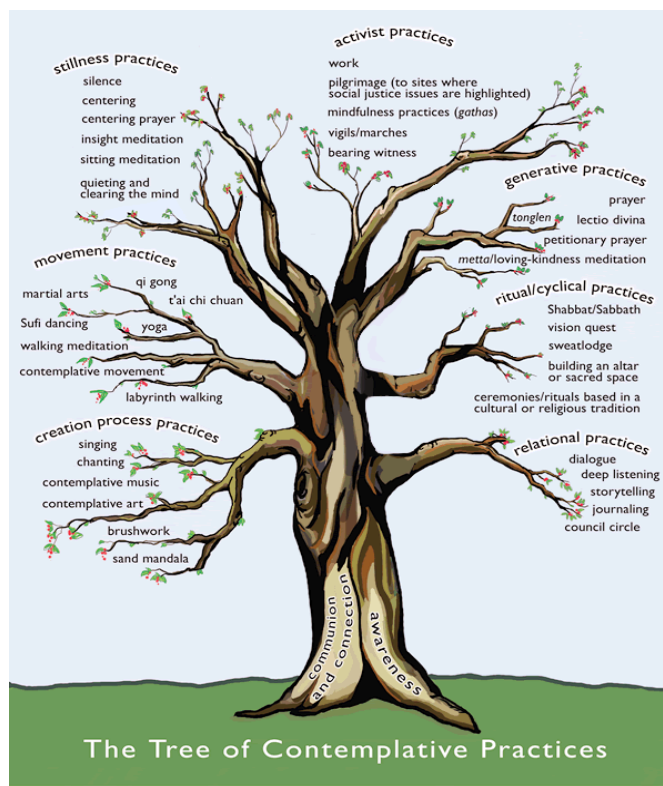 stillness practices
silence
centering
centering prayer
insight meditation
sitting meditation
quieting and
clearing the mind
activist practices
work
pilgrimage (to sites where
social justice issues are highlighted)
mindfulness practices (gathas)
vigils/marches
bearing witness
generative practices
prayer
tonglen
lectio divina
petitionary prayer
metta/loving-kindness meditation
movement practices
qi gong
martial arts
t'ai chi chuan
Sufi dancing
yoga
walking meditation
contemplative movement
labyrinth walking
ritual/cyclical practices
Shabbat/Sabbath
vision quest
sweatlodge
building an altar
or sacred space
ceremonies/rituals based in a
cultural or religious tradition
creation process practices
singing
chanting
contemplative music
contemplative art
brushwork
sand mandala
relational practices
dialogue
deep listening
storytelling
journaling
council circle
communion
and connection
awareness
The Tree of Contemplative Practices